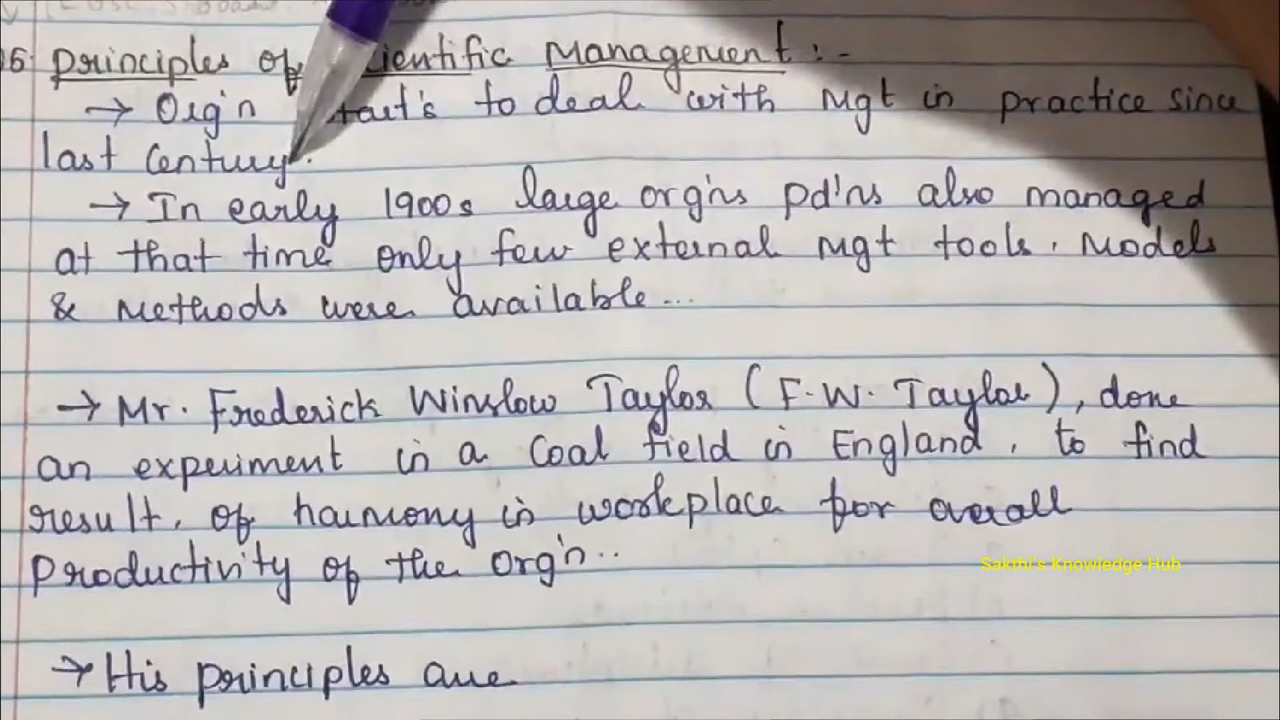 16. Principles of Scientific Management : -
→ Org'n start's to deal with Mgt in practice since
last century.
→ In early 1900s large org'ns pd'ns also managed
at that time only few external Mgt tools. Models
& Methods were available...
→ Mr. Frederick Winslow Taylor (F.W. Taylor), done
an experiment in a Coal field in England, to find
result, of harmony in workplace for overall
Productivity of the Org'n..
Sakthi's Knowledge Hub
→ His principles are